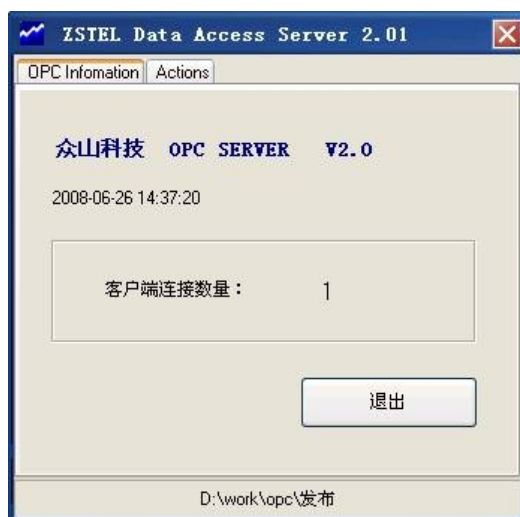 ZSTEL Data Access Server 2.01
OPC Infomation Actions
众山科技 OPC SERVER V2.0
2008-06-26 14:37:20
客户端连接数量： 1
退出
D:\work\opc\发布